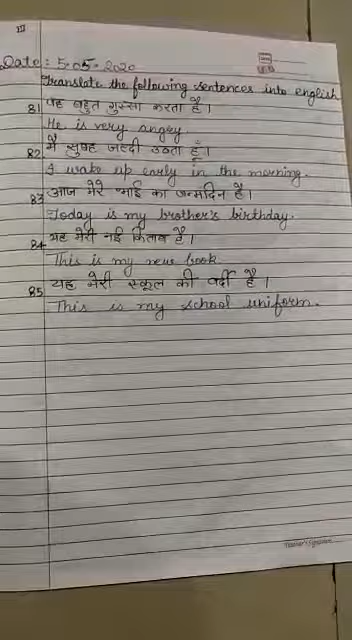 Date: 5.05.2020
Translate the following sentences into english
81 वह बहुत गुस्सा करता है।
He is very angry.
82 मैं सुबह जल्दी उठता हूँ।
I wake up early in the morning.
83 आज मेरे भाई का जन्मदिन है।
Today is my brother's birthday.
84 यह मेरी नई किताब है।
This is my new book
85 यह मेरी स्कूल की वर्दी है।
This is my school uniform.
Teacher's Signature